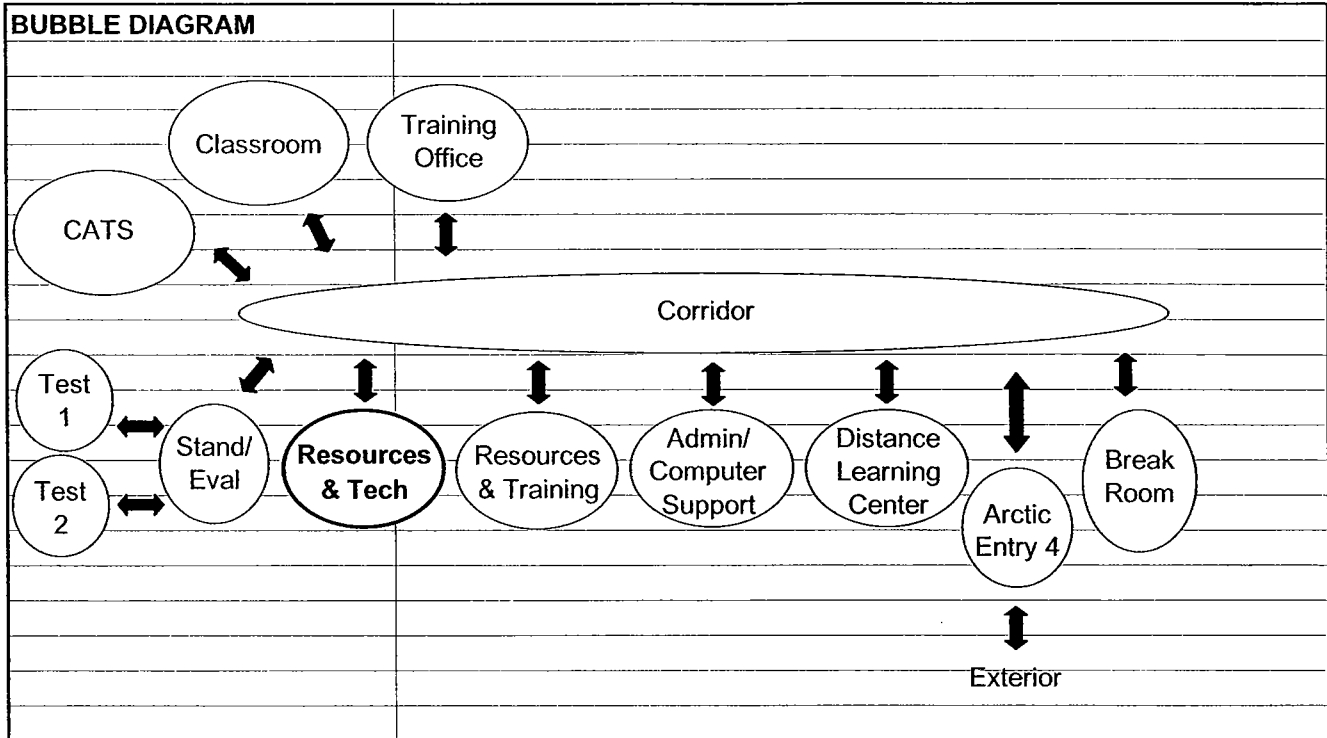 BUBBLE DIAGRAM
Classroom
Training
Office
CATS
Corridor
Test
1
Test
2
Stand/
Eval
Resources
& Tech
Resources
& Training
Admin/
Computer
Support
Distance
Learning
Center
Arctic
Entry 4
Break
Room
Exterior